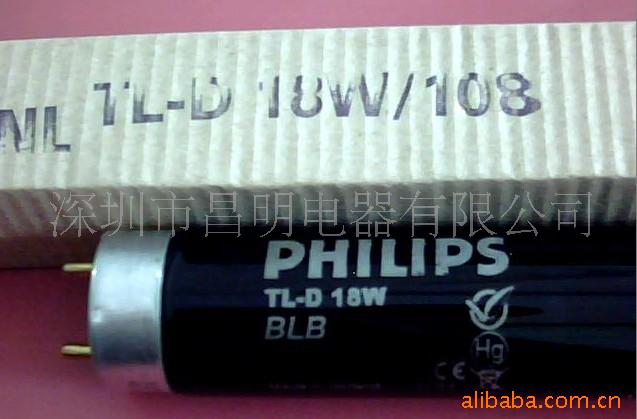 NL TL-D 18W/108
深圳市昌明电器有限公司
PHILIPS
TL-D 18W
BLB
Hg
CE
alibaba.com.cn